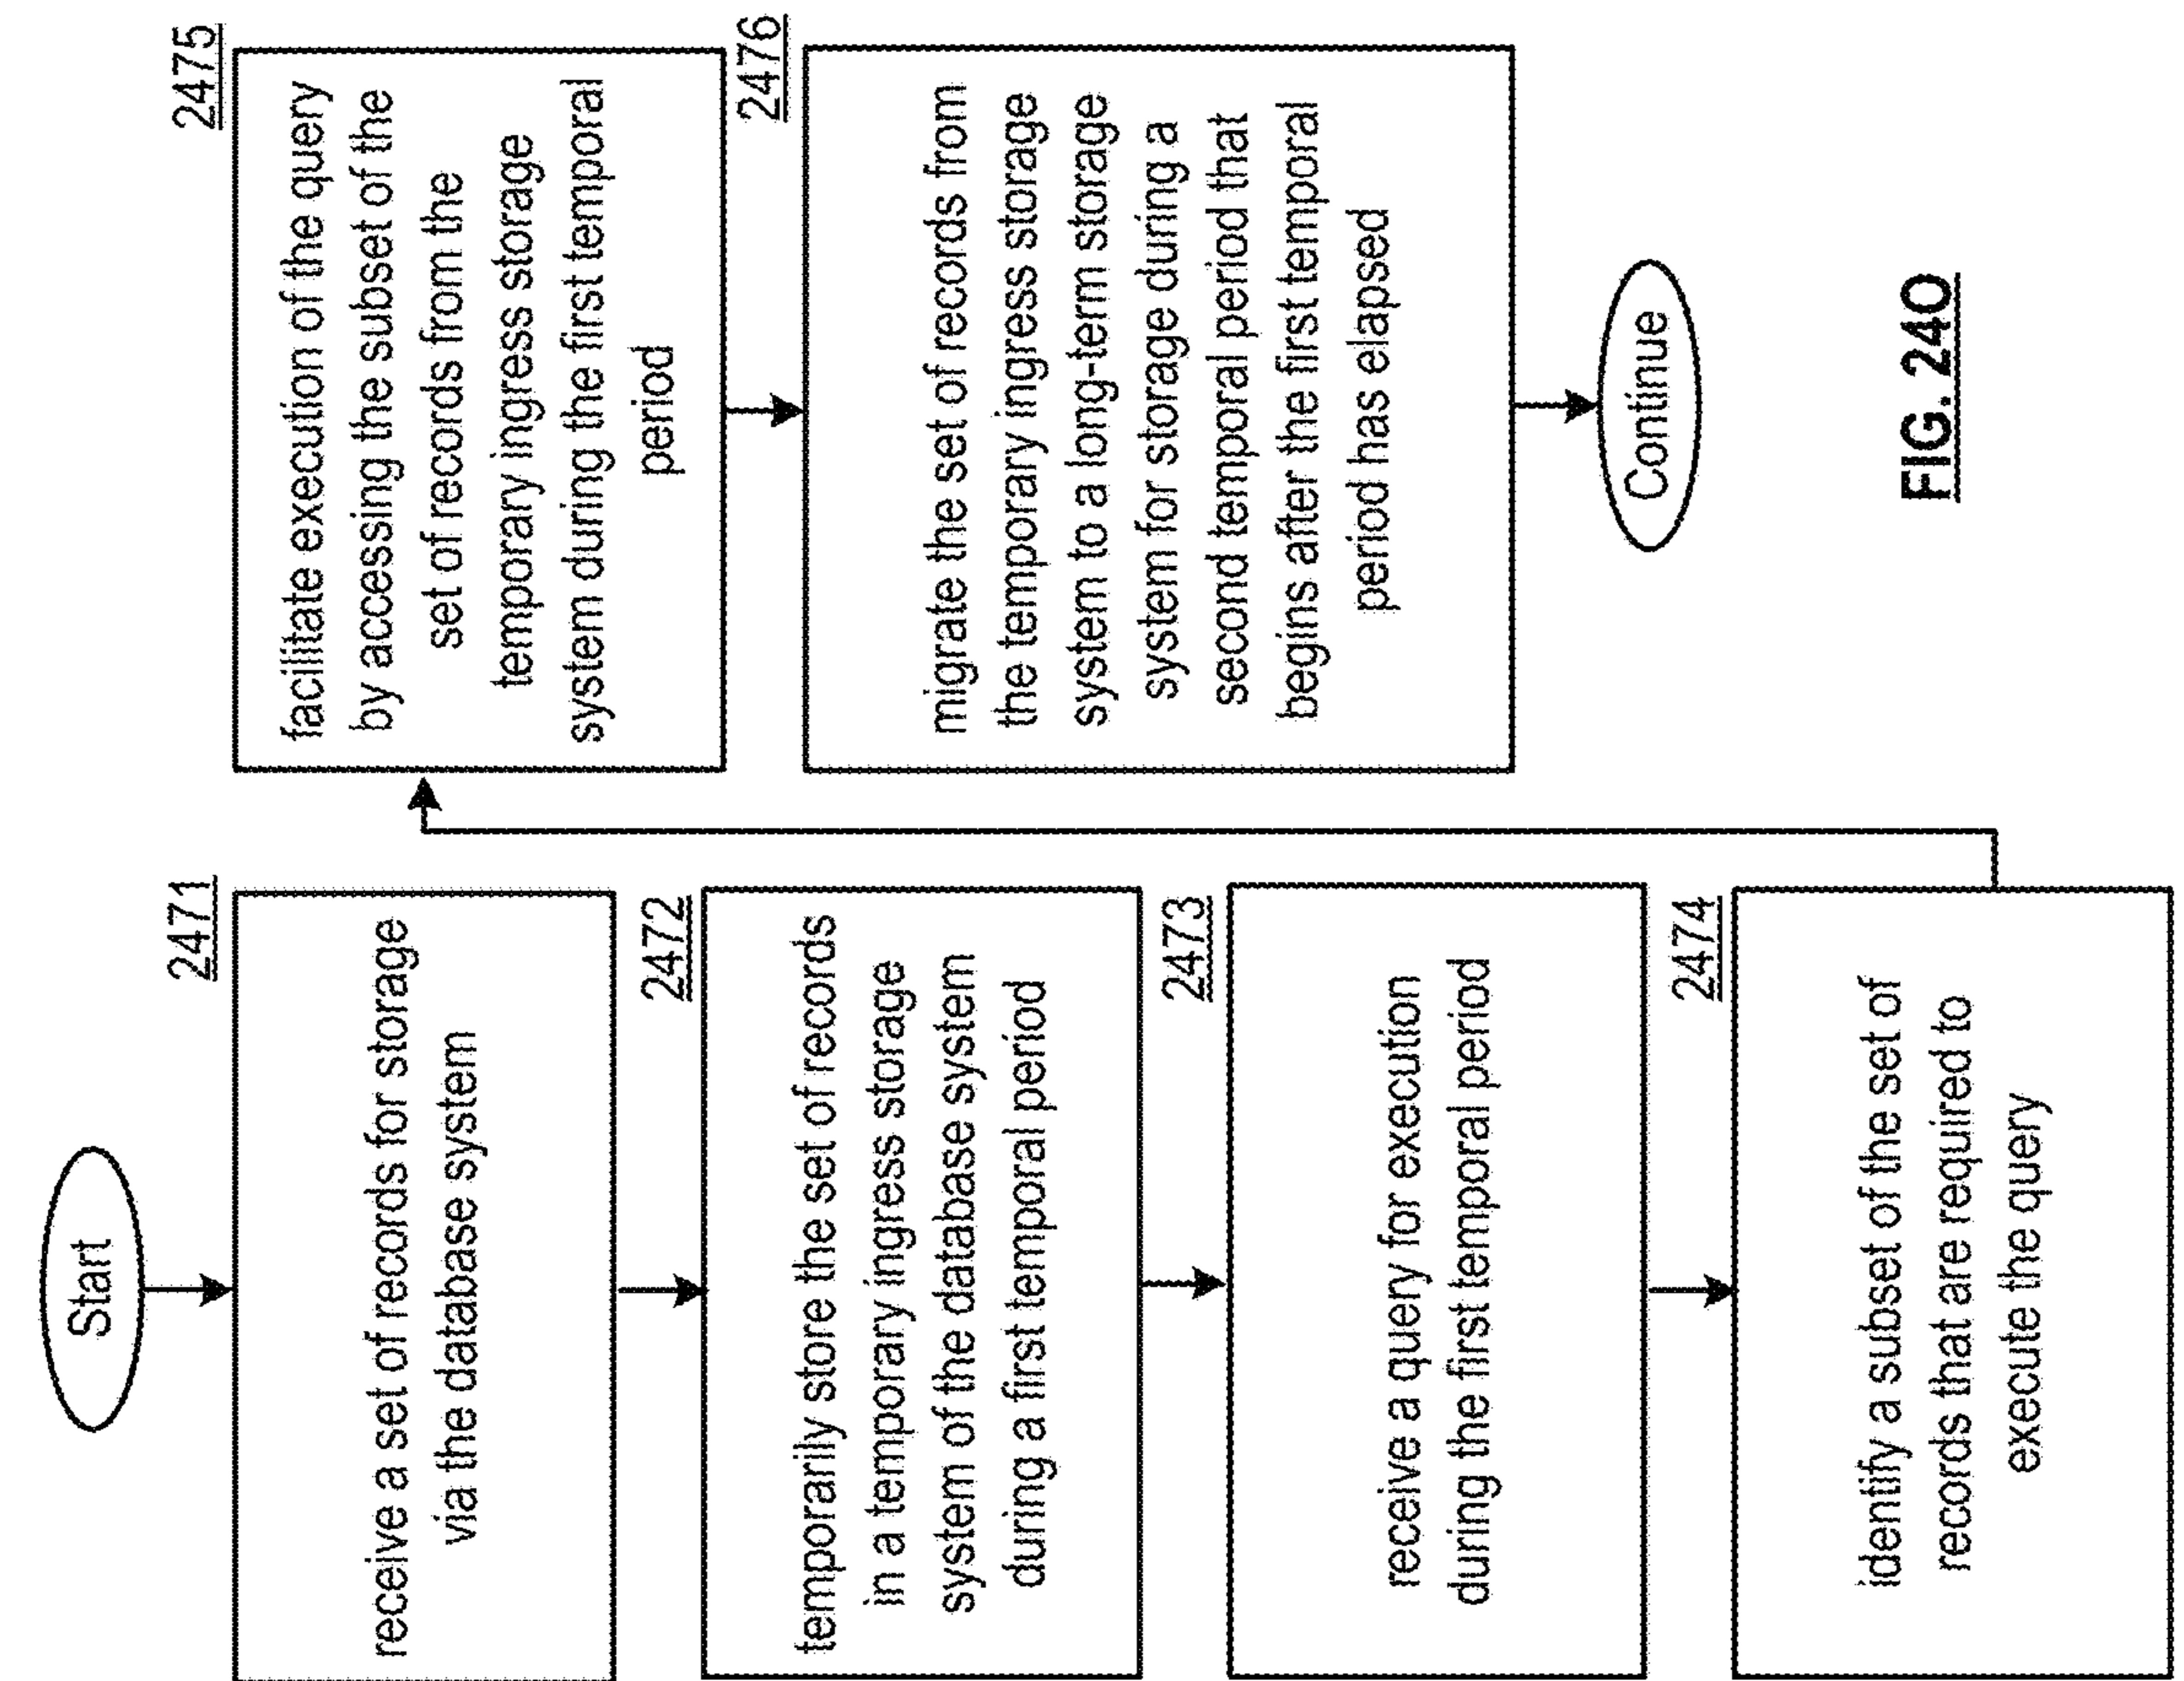 Start
2471
receive a set of records for storage
via the database system
2472
temporarily store the set of records
in a temporary ingress storage
system of the database system
during a first temporal period
2473
receive a query for execution
during the first temporal period
2474
identify a subset of the set of
records that are required to
execute the query
2475
facilitate execution of the query
by accessing the subset of the
set of records from the
temporary ingress storage
system during the first temporal
period
2476
migrate the set of records from
the temporary ingress storage
system to a long-term storage
system for storage during a
second temporal period that
begins after the first temporal
period has elapsed
Continue
FIG. 24O